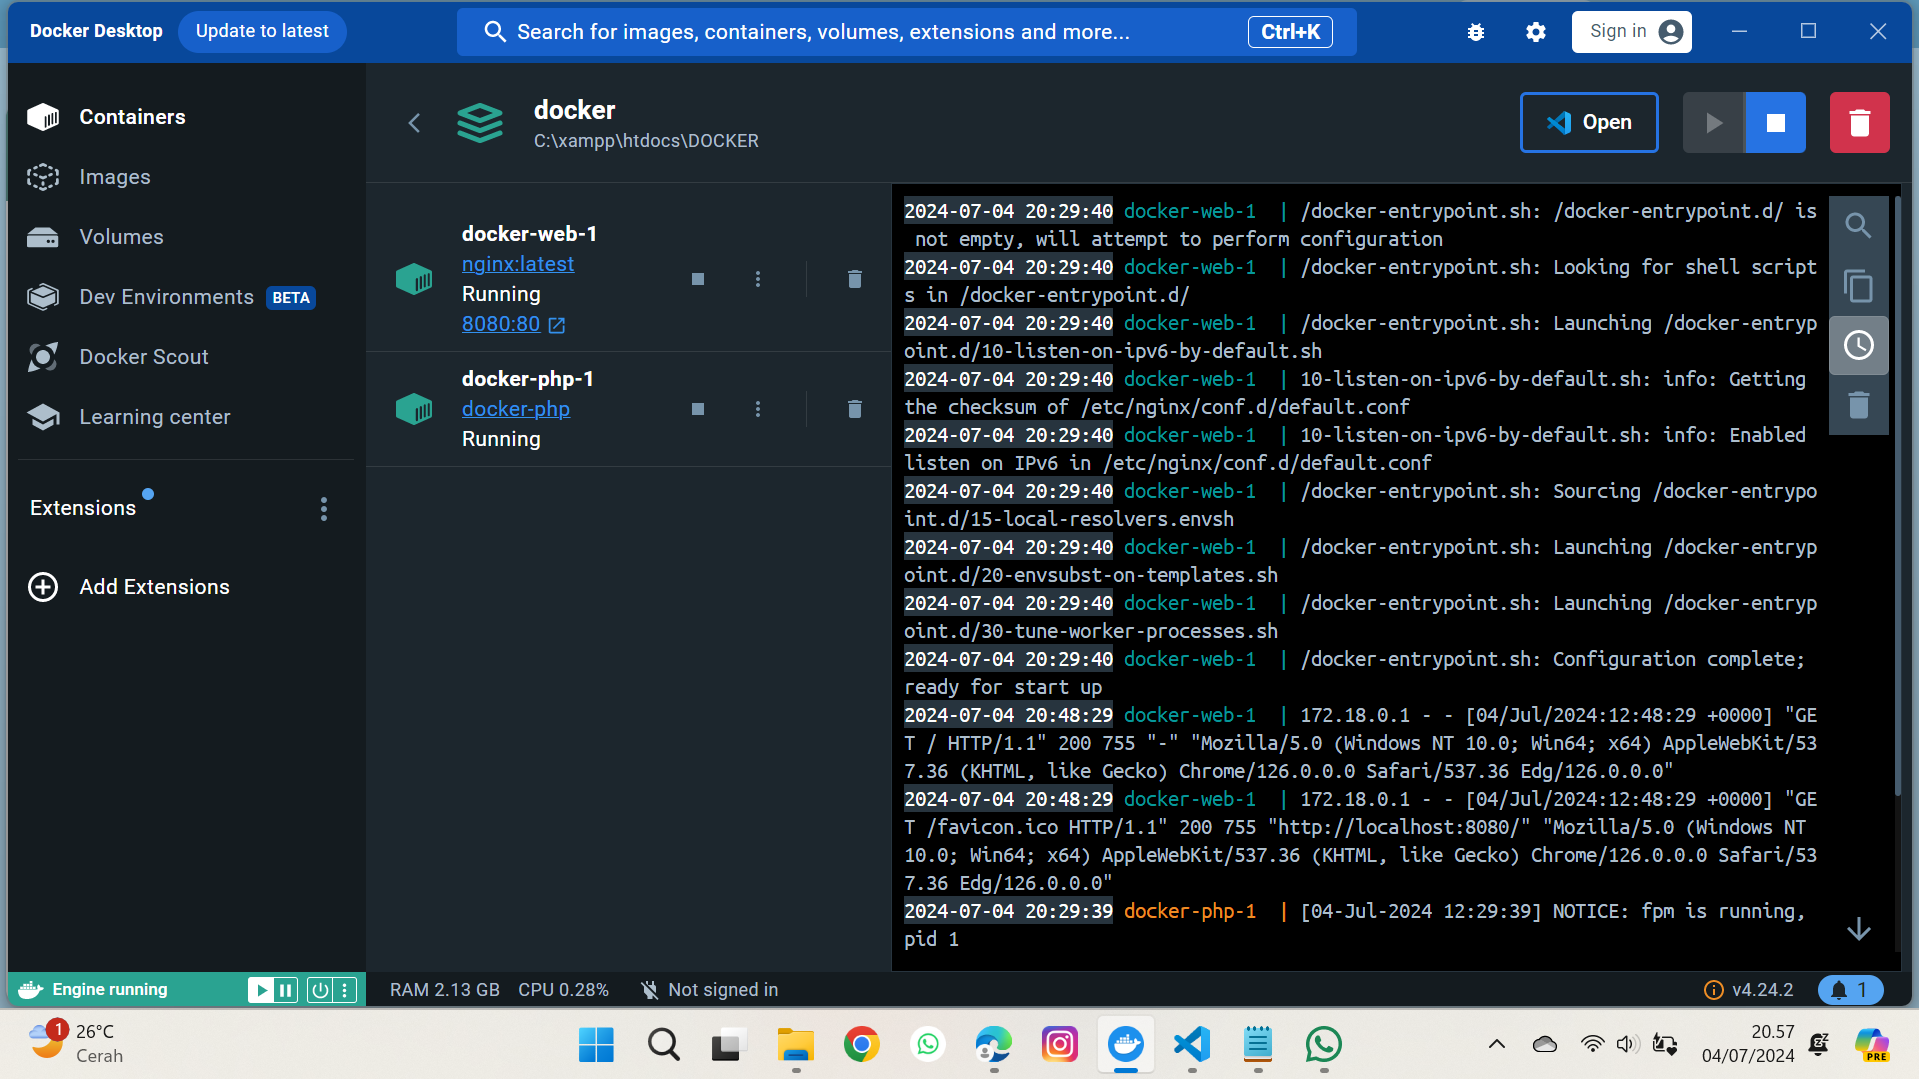 Docker Desktop
Update to latest
Search for images, containers, volumes, extensions and more...
Ctrl+K
Sign in
Containers
Images
Volumes
Dev Environments BETA
Docker Scout
Learning center
Extensions
Add Extensions
docker
C:\xampp\htdocs\DOCKER
Open
docker-web-1
nginx:latest
Running
8080:80
docker-php-1
docker-php
Running
2024-07-04 20:29:40 docker-web-1  | /docker-entrypoint.sh: /docker-entrypoint.d/ is
not empty, will attempt to perform configuration
2024-07-04 20:29:40 docker-web-1  | /docker-entrypoint.sh: Looking for shell script
s in /docker-entrypoint.d/
2024-07-04 20:29:40 docker-web-1  | /docker-entrypoint.sh: Launching /docker-entryp
oint.d/10-listen-on-ipv6-by-default.sh
2024-07-04 20:29:40 docker-web-1  | 10-listen-on-ipv6-by-default.sh: info: Getting
the checksum of /etc/nginx/conf.d/default.conf
2024-07-04 20:29:40 docker-web-1  | 10-listen-on-ipv6-by-default.sh: info: Enabled
listen on IPv6 in /etc/nginx/conf.d/default.conf
2024-07-04 20:29:40 docker-web-1  | /docker-entrypoint.sh: Sourcing /docker-entrypo
int.d/15-local-resolvers.envsh
2024-07-04 20:29:40 docker-web-1  | /docker-entrypoint.sh: Launching /docker-entryp
oint.d/20-envsubst-on-templates.sh
2024-07-04 20:29:40 docker-web-1  | /docker-entrypoint.sh: Launching /docker-entryp
oint.d/30-tune-worker-processes.sh
2024-07-04 20:29:40 docker-web-1  | /docker-entrypoint.sh: Configuration complete;
ready for start up
2024-07-04 20:48:29 docker-web-1  | 172.18.0.1 - - [04/Jul/2024:12:48:29 +0000] "GE
T / HTTP/1.1" 200 755 "-" "Mozilla/5.0 (Windows NT 10.0; Win64; x64) AppleWebKit/53
7.36 (KHTML, like Gecko) Chrome/126.0.0.0 Safari/537.36 Edg/126.0.0.0"
2024-07-04 20:48:29 docker-web-1  | 172.18.0.1 - - [04/Jul/2024:12:48:29 +0000] "GE
T /favicon.ico HTTP/1.1" 200 755 "http://localhost:8080/" "Mozilla/5.0 (Windows NT
10.0; Win64; x64) AppleWebKit/537.36 (KHTML, like Gecko) Chrome/126.0.0.0 Safari/53
7.36 Edg/126.0.0.0"
2024-07-04 20:29:39 docker-php-1  | [04-Jul-2024 12:29:39] NOTICE: fpm is running,
pid 1
Engine running
RAM 2.13 GB CPU 0.28% Not signed in
v4.24.2
1
1
26°C
Cerah
20.57
04/07/2024
PRE